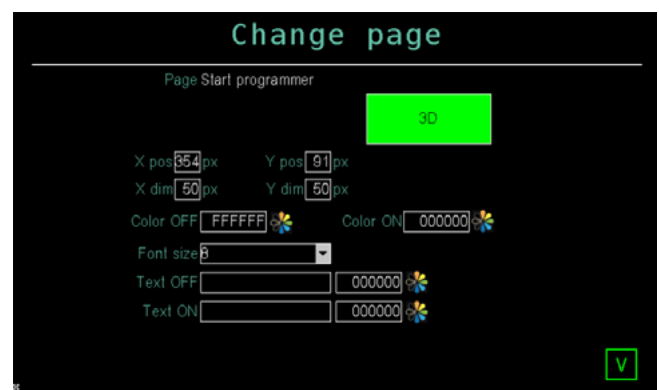 Change page
Page Start programmer
3D
X pos 354 px Y pos 91 px
X dim 50 px Y dim 50 px
Color OFF FFFFFF Color ON 000000
Font size 8
Text OFF 000000
Text ON 000000
V